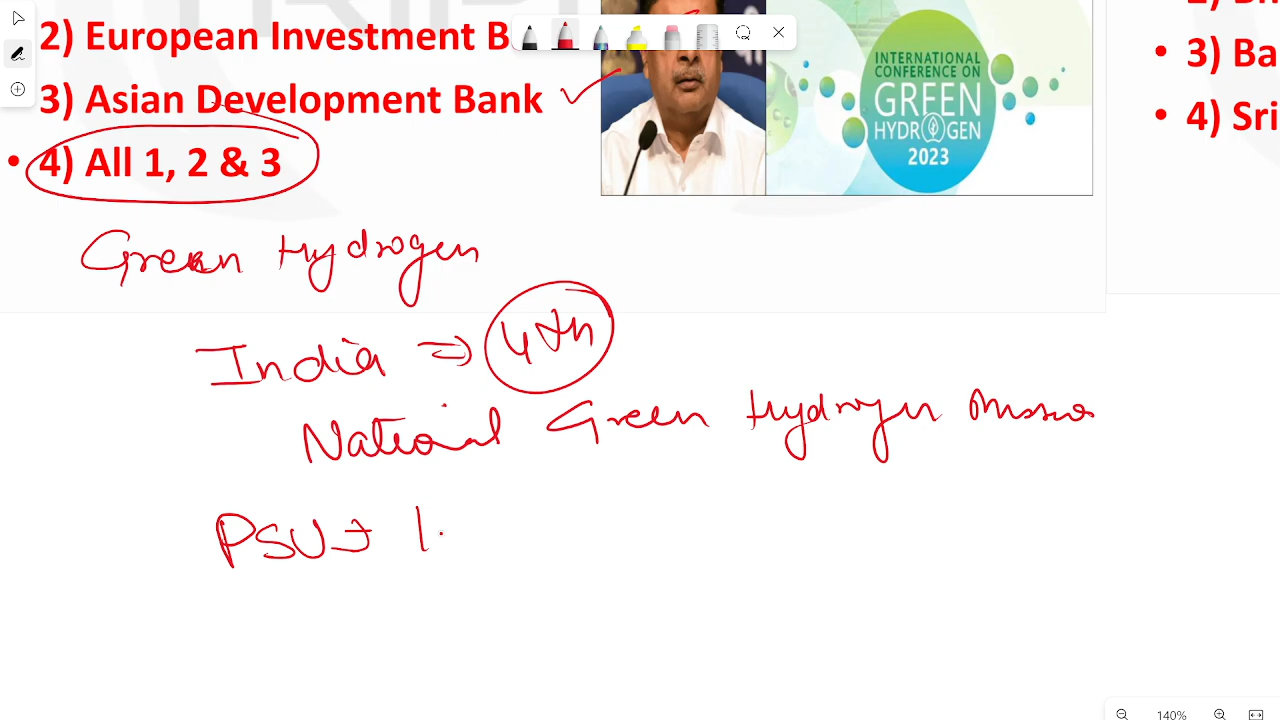 2) European Investment B
3) Asian Development Bank
• 4) All 1, 2 & 3
INTERNATIONAL
CONFERENCE ON
GREEN
HYDROGEN
2023
• 3) Ba
• 4) Sri
Green Hydrogen
India ⇒ 4th
National Green Hydrogen
PSU → 1.
140%